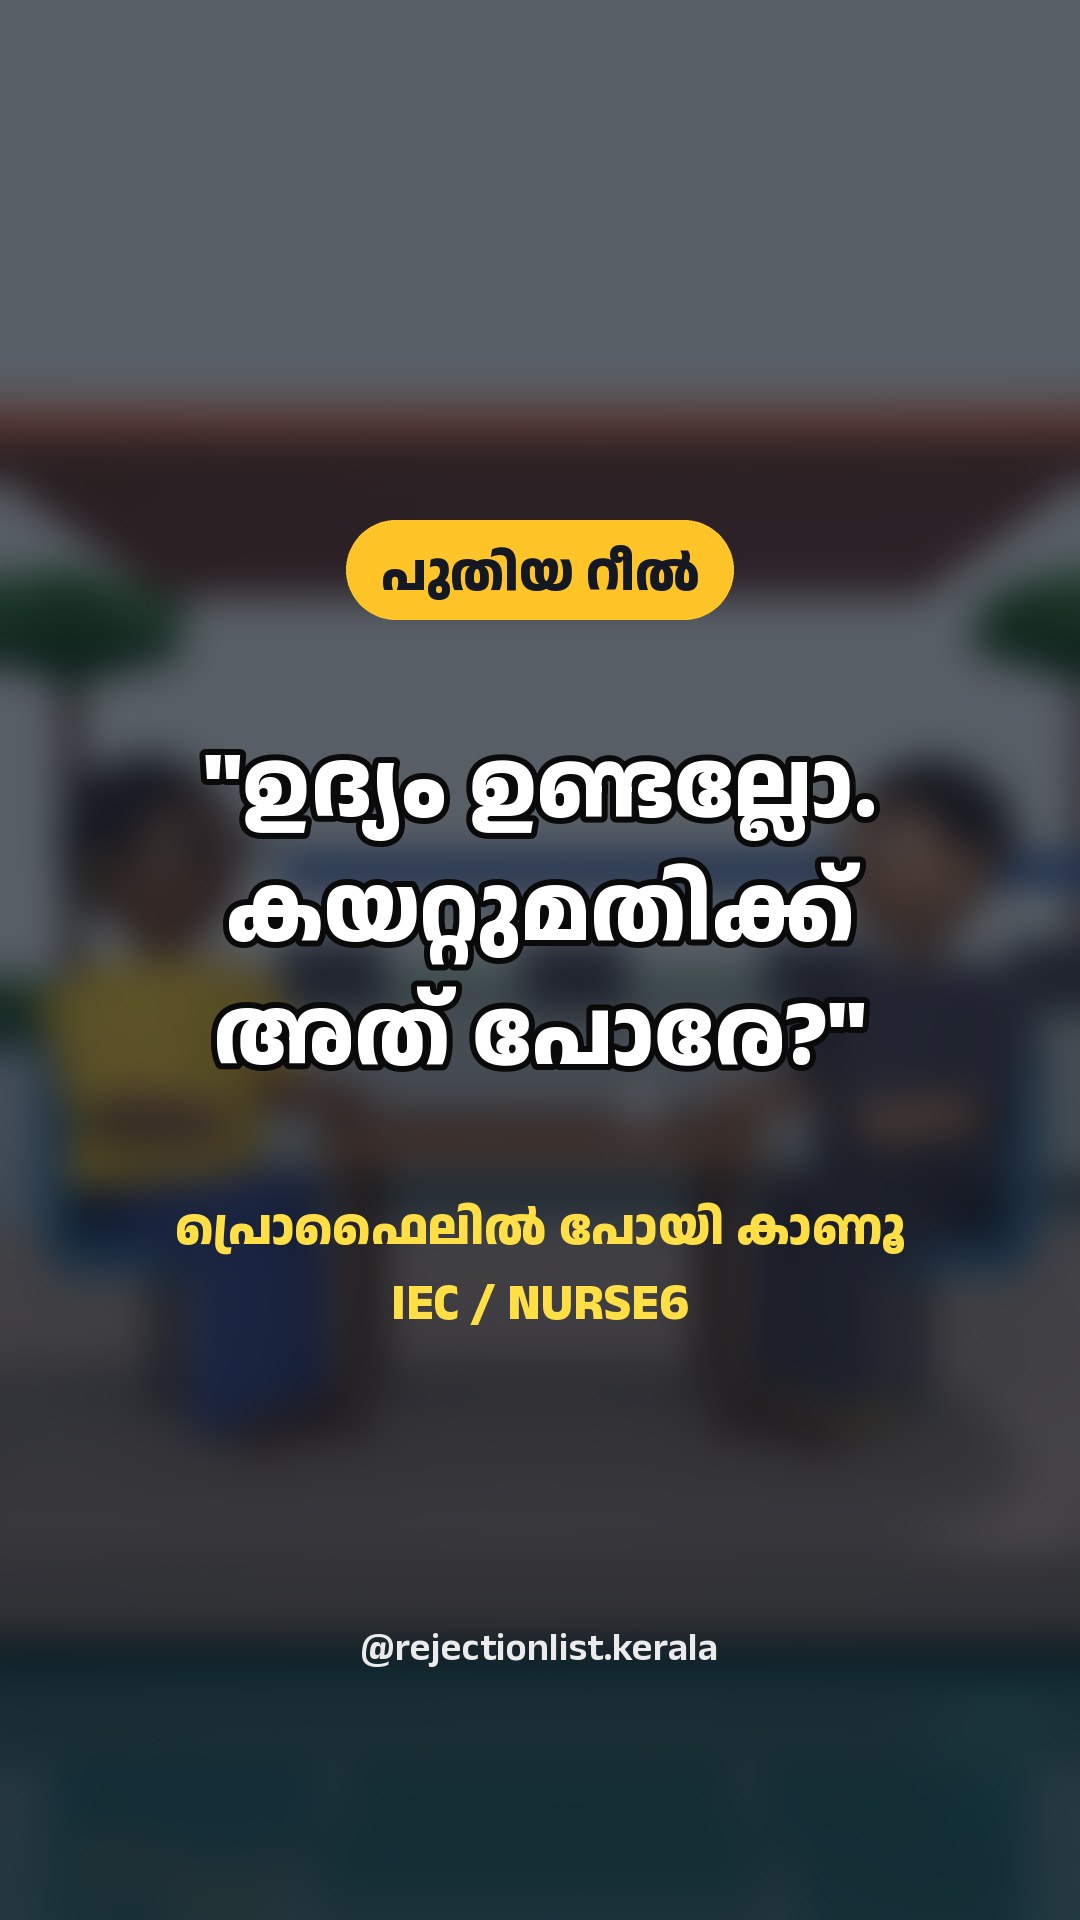 പുതിയ റീൽ
"ഉദ്യം ഉണ്ടല്ലോ.
കയറ്റുമതിക്ക്
അത് പോരേ?"
പ്രൊഫൈലിൽ പോയി കാണൂ
IEC / NURSE6
@rejectionlist.kerala